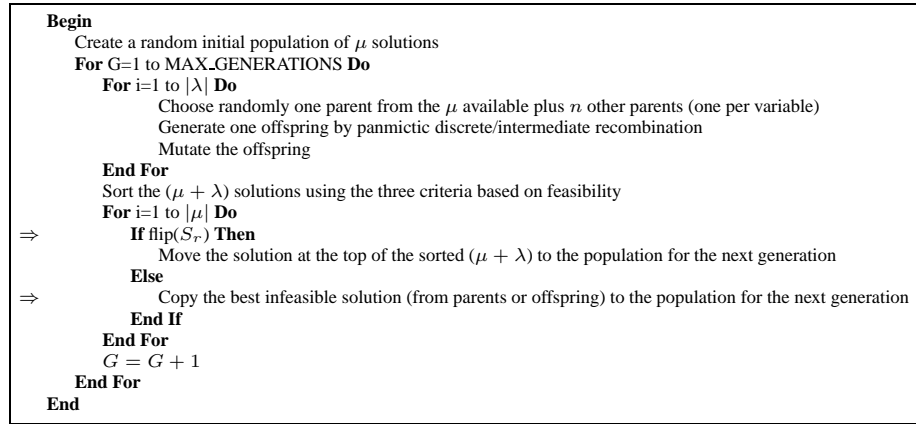 Begin
Create a random initial population of μ solutions
For G=1 to MAX_GENERATIONS Do
For i=1 to |λ| Do
Choose randomly one parent from the μ available plus n other parents (one per variable)
Generate one offspring by panmictic discrete/intermediate recombination
Mutate the offspring
End For
Sort the (μ + λ) solutions using the three criteria based on feasibility
For i=1 to |μ| Do
⇒ If flip(S_r) Then
Move the solution at the top of the sorted (μ + λ) to the population for the next generation
Else
⇒ Copy the best infeasible solution (from parents or offspring) to the population for the next generation
End If
End For
G = G + 1
End For
End